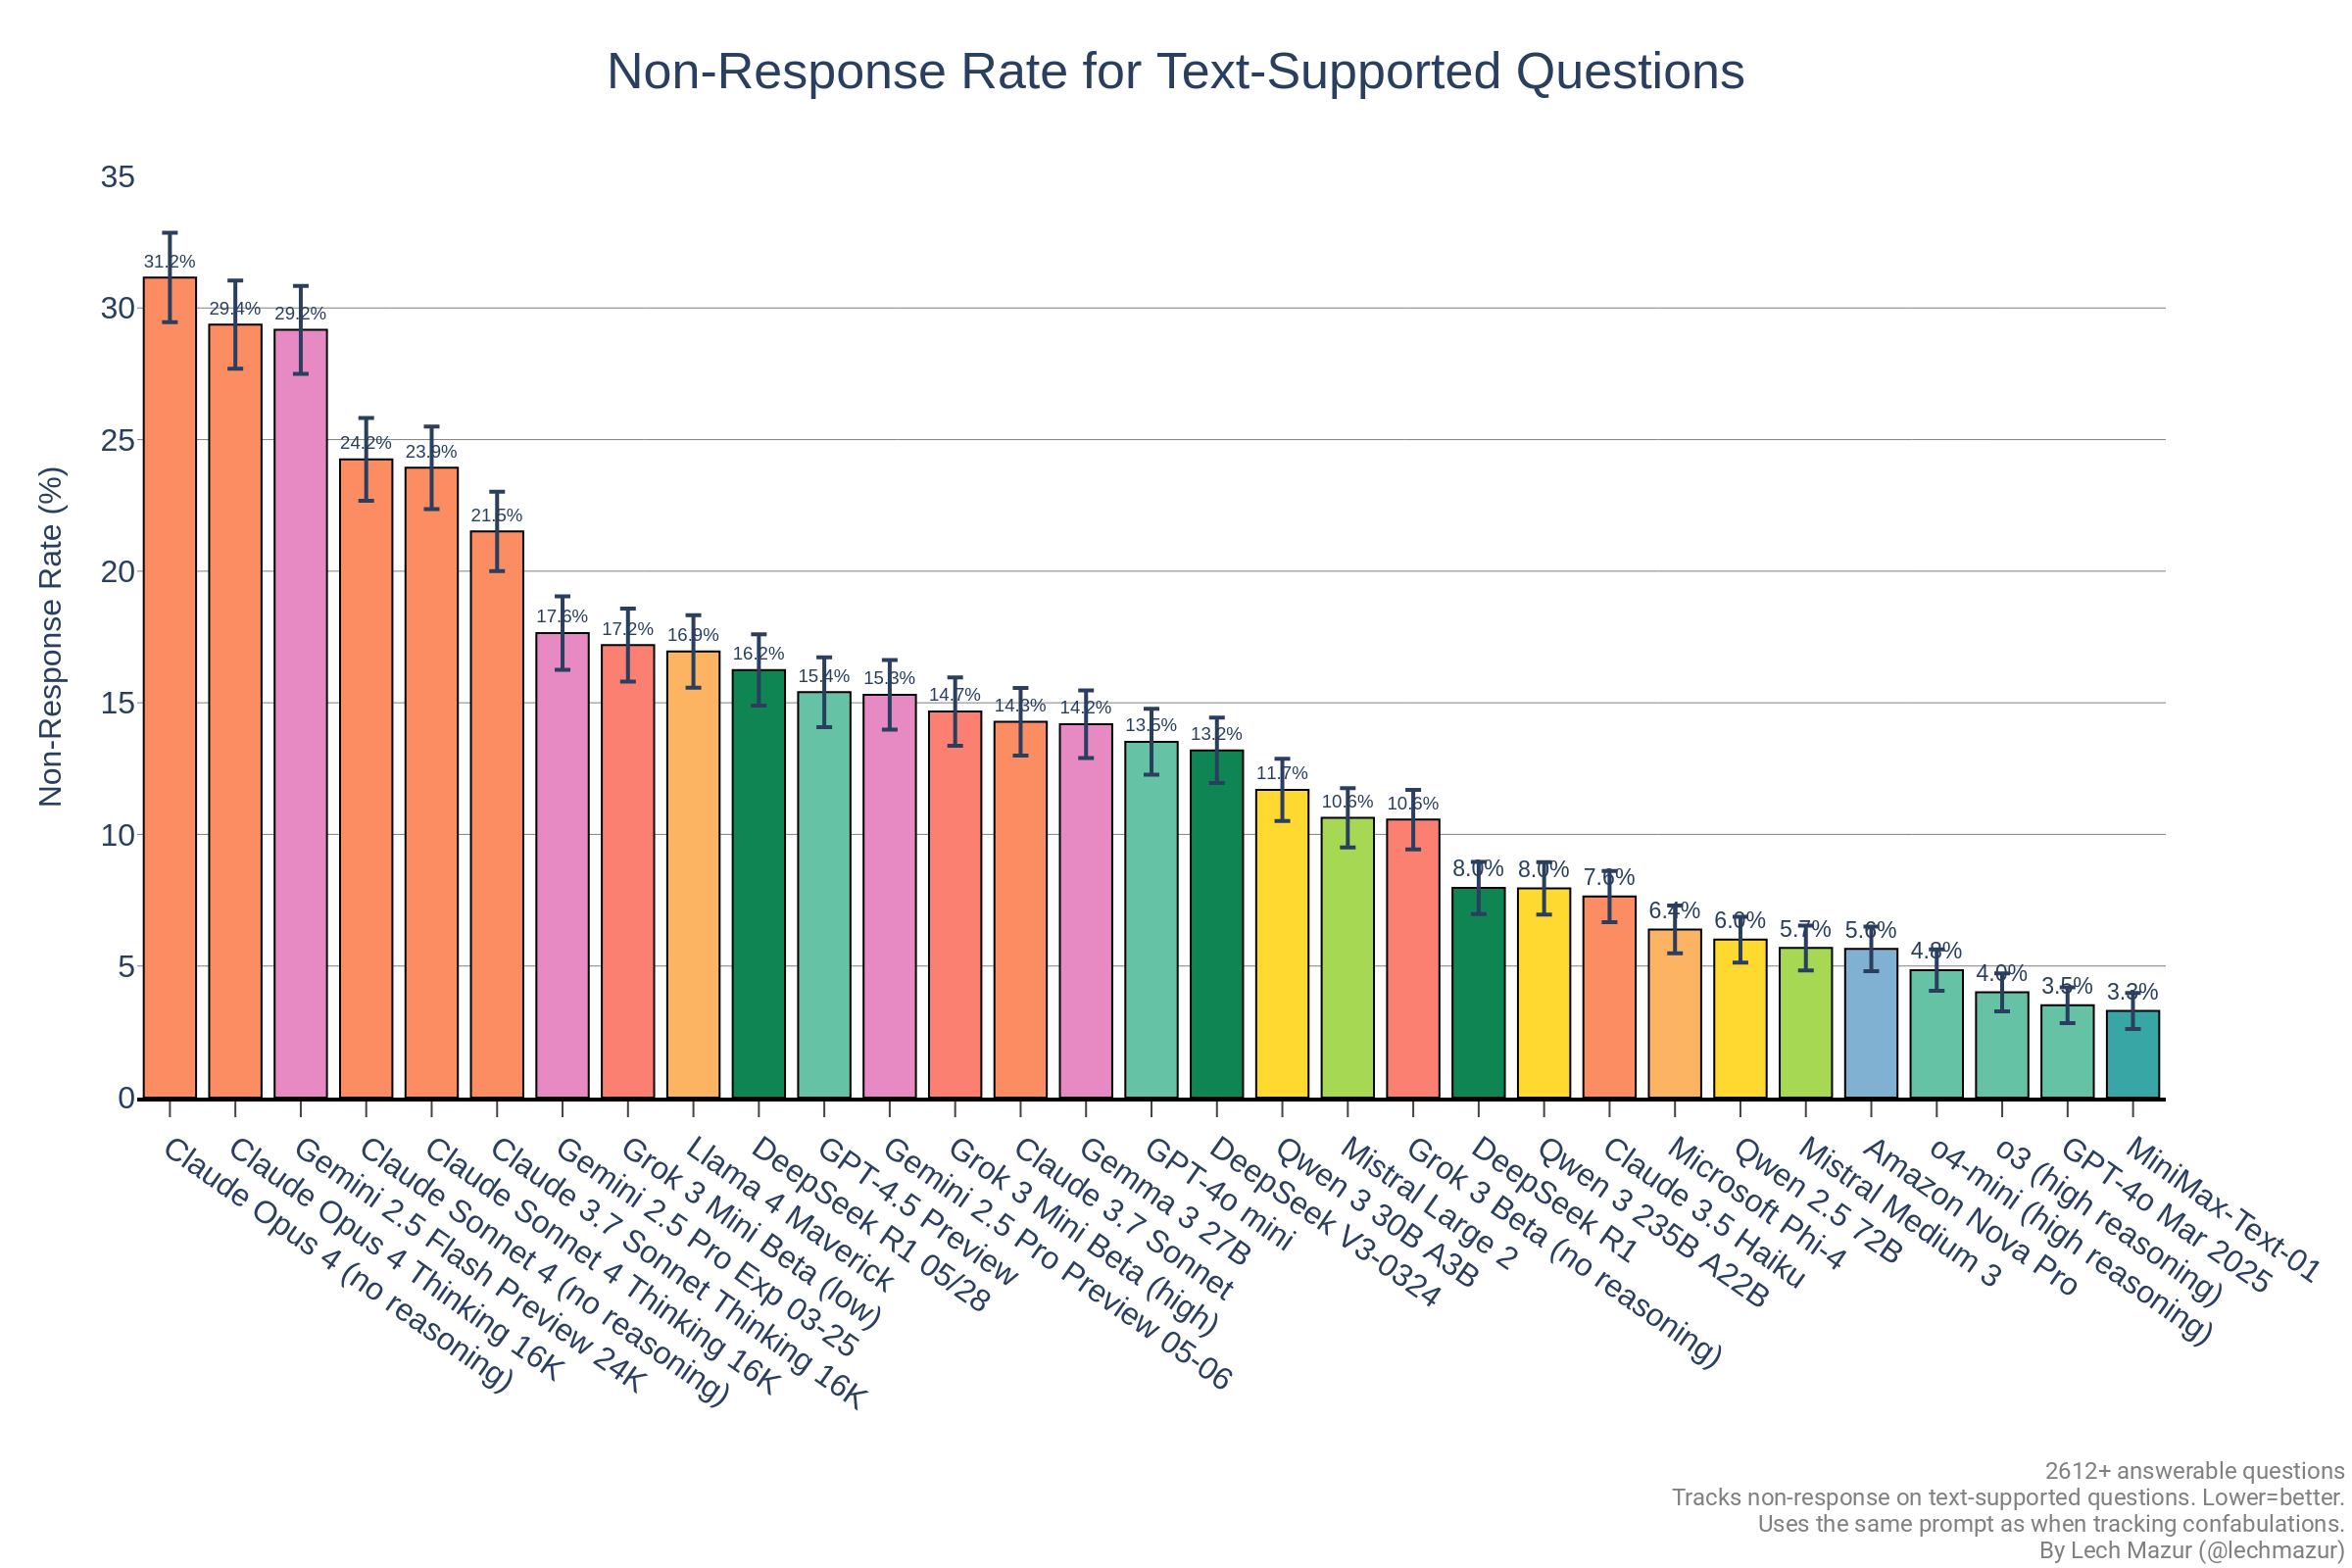 Non-Response Rate for Text-Supported Questions
Non-Response Rate (%)
35
30
25
20
15
10
5
0
31.2%
29.4%
29.2%
24.2%
23.9%
21.5%
17.6%
17.2%
16.9%
16.2%
15.4%
15.3%
14.7%
14.3%
14.2%
13.5%
13.2%
11.7%
10.6%
10.6%
8.0%
8.0%
7.6%
6.4%
6.0%
5.7%
5.6%
4.8%
4.0%
3.5%
3.3%
Claude Opus 4 (no reasoning)
Claude Opus 4 Thinking 16K
Gemini 2.5 Flash Preview 24K
Claude Sonnet 4 (no reasoning)
Claude Sonnet 4 Thinking 16K
Claude 3.7 Sonnet Thinking 16K
Gemini 2.5 Pro Exp 03-25
Grok 3 Mini Beta (low)
Llama 4 Maverick
DeepSeek R1 05/28
GPT-4.5 Preview
Gemini 2.5 Pro Preview 05-06
Grok 3 Mini Beta (high)
Claude 3.7 Sonnet
Gemma 3 27B
GPT-4o mini
DeepSeek V3-0324
Qwen 3 30B A3B
Mistral Large 2
Grok 3 Beta (no reasoning)
DeepSeek R1
Qwen 3 235B A22B
Claude 3.5 Haiku
Microsoft Phi-4
Qwen 2.5 72B
Mistral Medium 3
Amazon Nova Pro
o4-mini (high reasoning)
o3 (high reasoning)
GPT-4o Mar 2025
MiniMax-Text-01
2612+ answerable questions
Tracks non-response on text-supported questions. Lower=better.
Uses the same prompt as when tracking confabulations.
By Lech Mazur (@lechmazur)